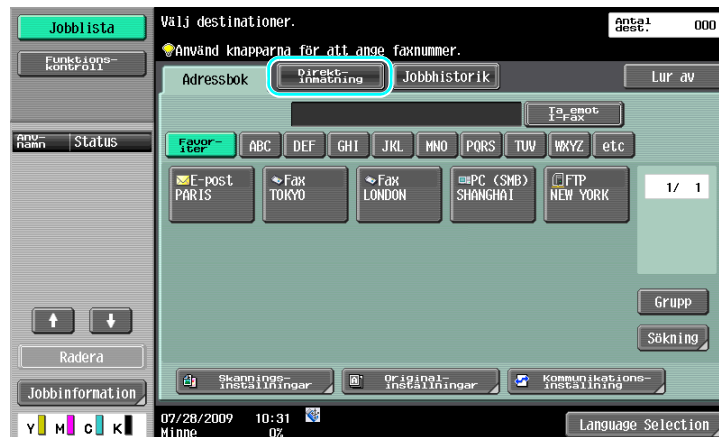 Jobblista
Funktions-
kontroll
Anv-
namn
Status
Radera
Jobbinformation
Y M C K
Välj destinationer.
Antal
dest.
000
Använd knapparna för att ange faxnummer.
Adressbok
Direkt-
inmatning
Jobbhistorik
Lur av
Ta emot
I-Fax
Favor-
iter
ABC
DEF
GHI
JKL
MNO
PQRS
TUV
WXYZ
etc
E-post
PARIS
Fax
TOKYO
Fax
LONDON
PC (SMB)
SHANGHAI
FTP
NEW YORK
1/ 1
Grupp
Sökning
Skannings-
inställningar
Original-
inställningar
Kommunikations-
inställning
07/28/2009 10:31
Minne 0%
Language Selection